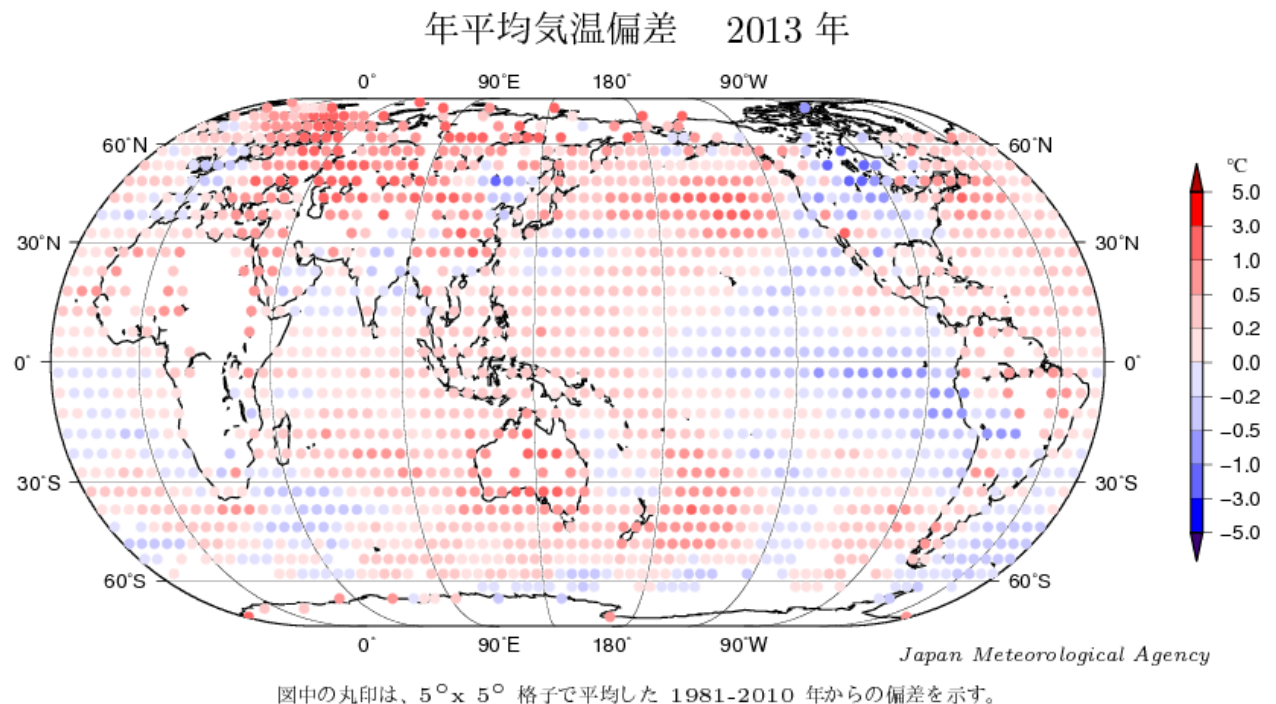 年平均気温偏差 2013 年
0° 90°E 180° 90°W
60°N 60°N
℃
5.0
3.0
30°N 30°N
1.0
0.5
0.2
0° 0.0 0°
−0.2
−0.5
−1.0
30°S 30°S
−3.0
−5.0
60°S 60°S
0° 90°E 180° 90°W
Japan Meteorological Agency
図中の丸印は、5°x 5° 格子で平均した 1981-2010 年からの偏差を示す。